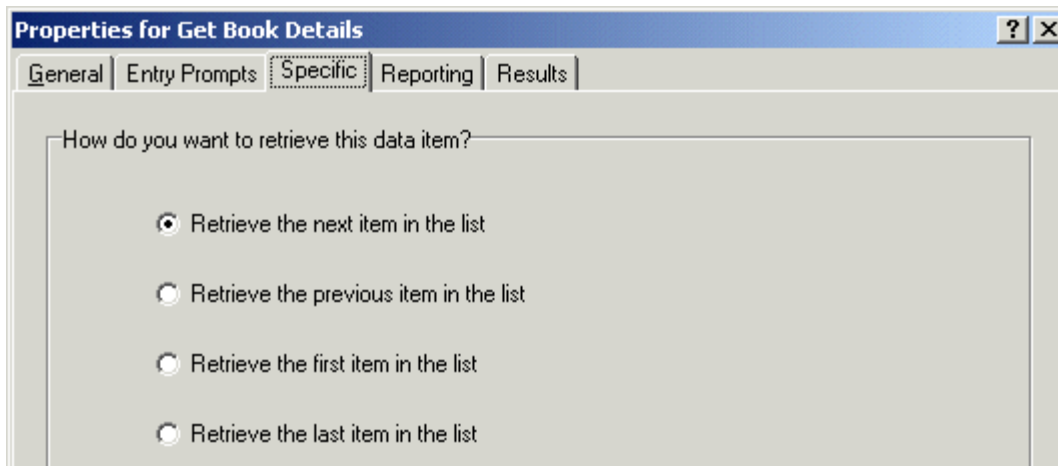 Properties for Get Book Details
General Entry Prompts Specific Reporting Results
How do you want to retrieve this data item?
Retrieve the next item in the list
Retrieve the previous item in the list
Retrieve the first item in the list
Retrieve the last item in the list